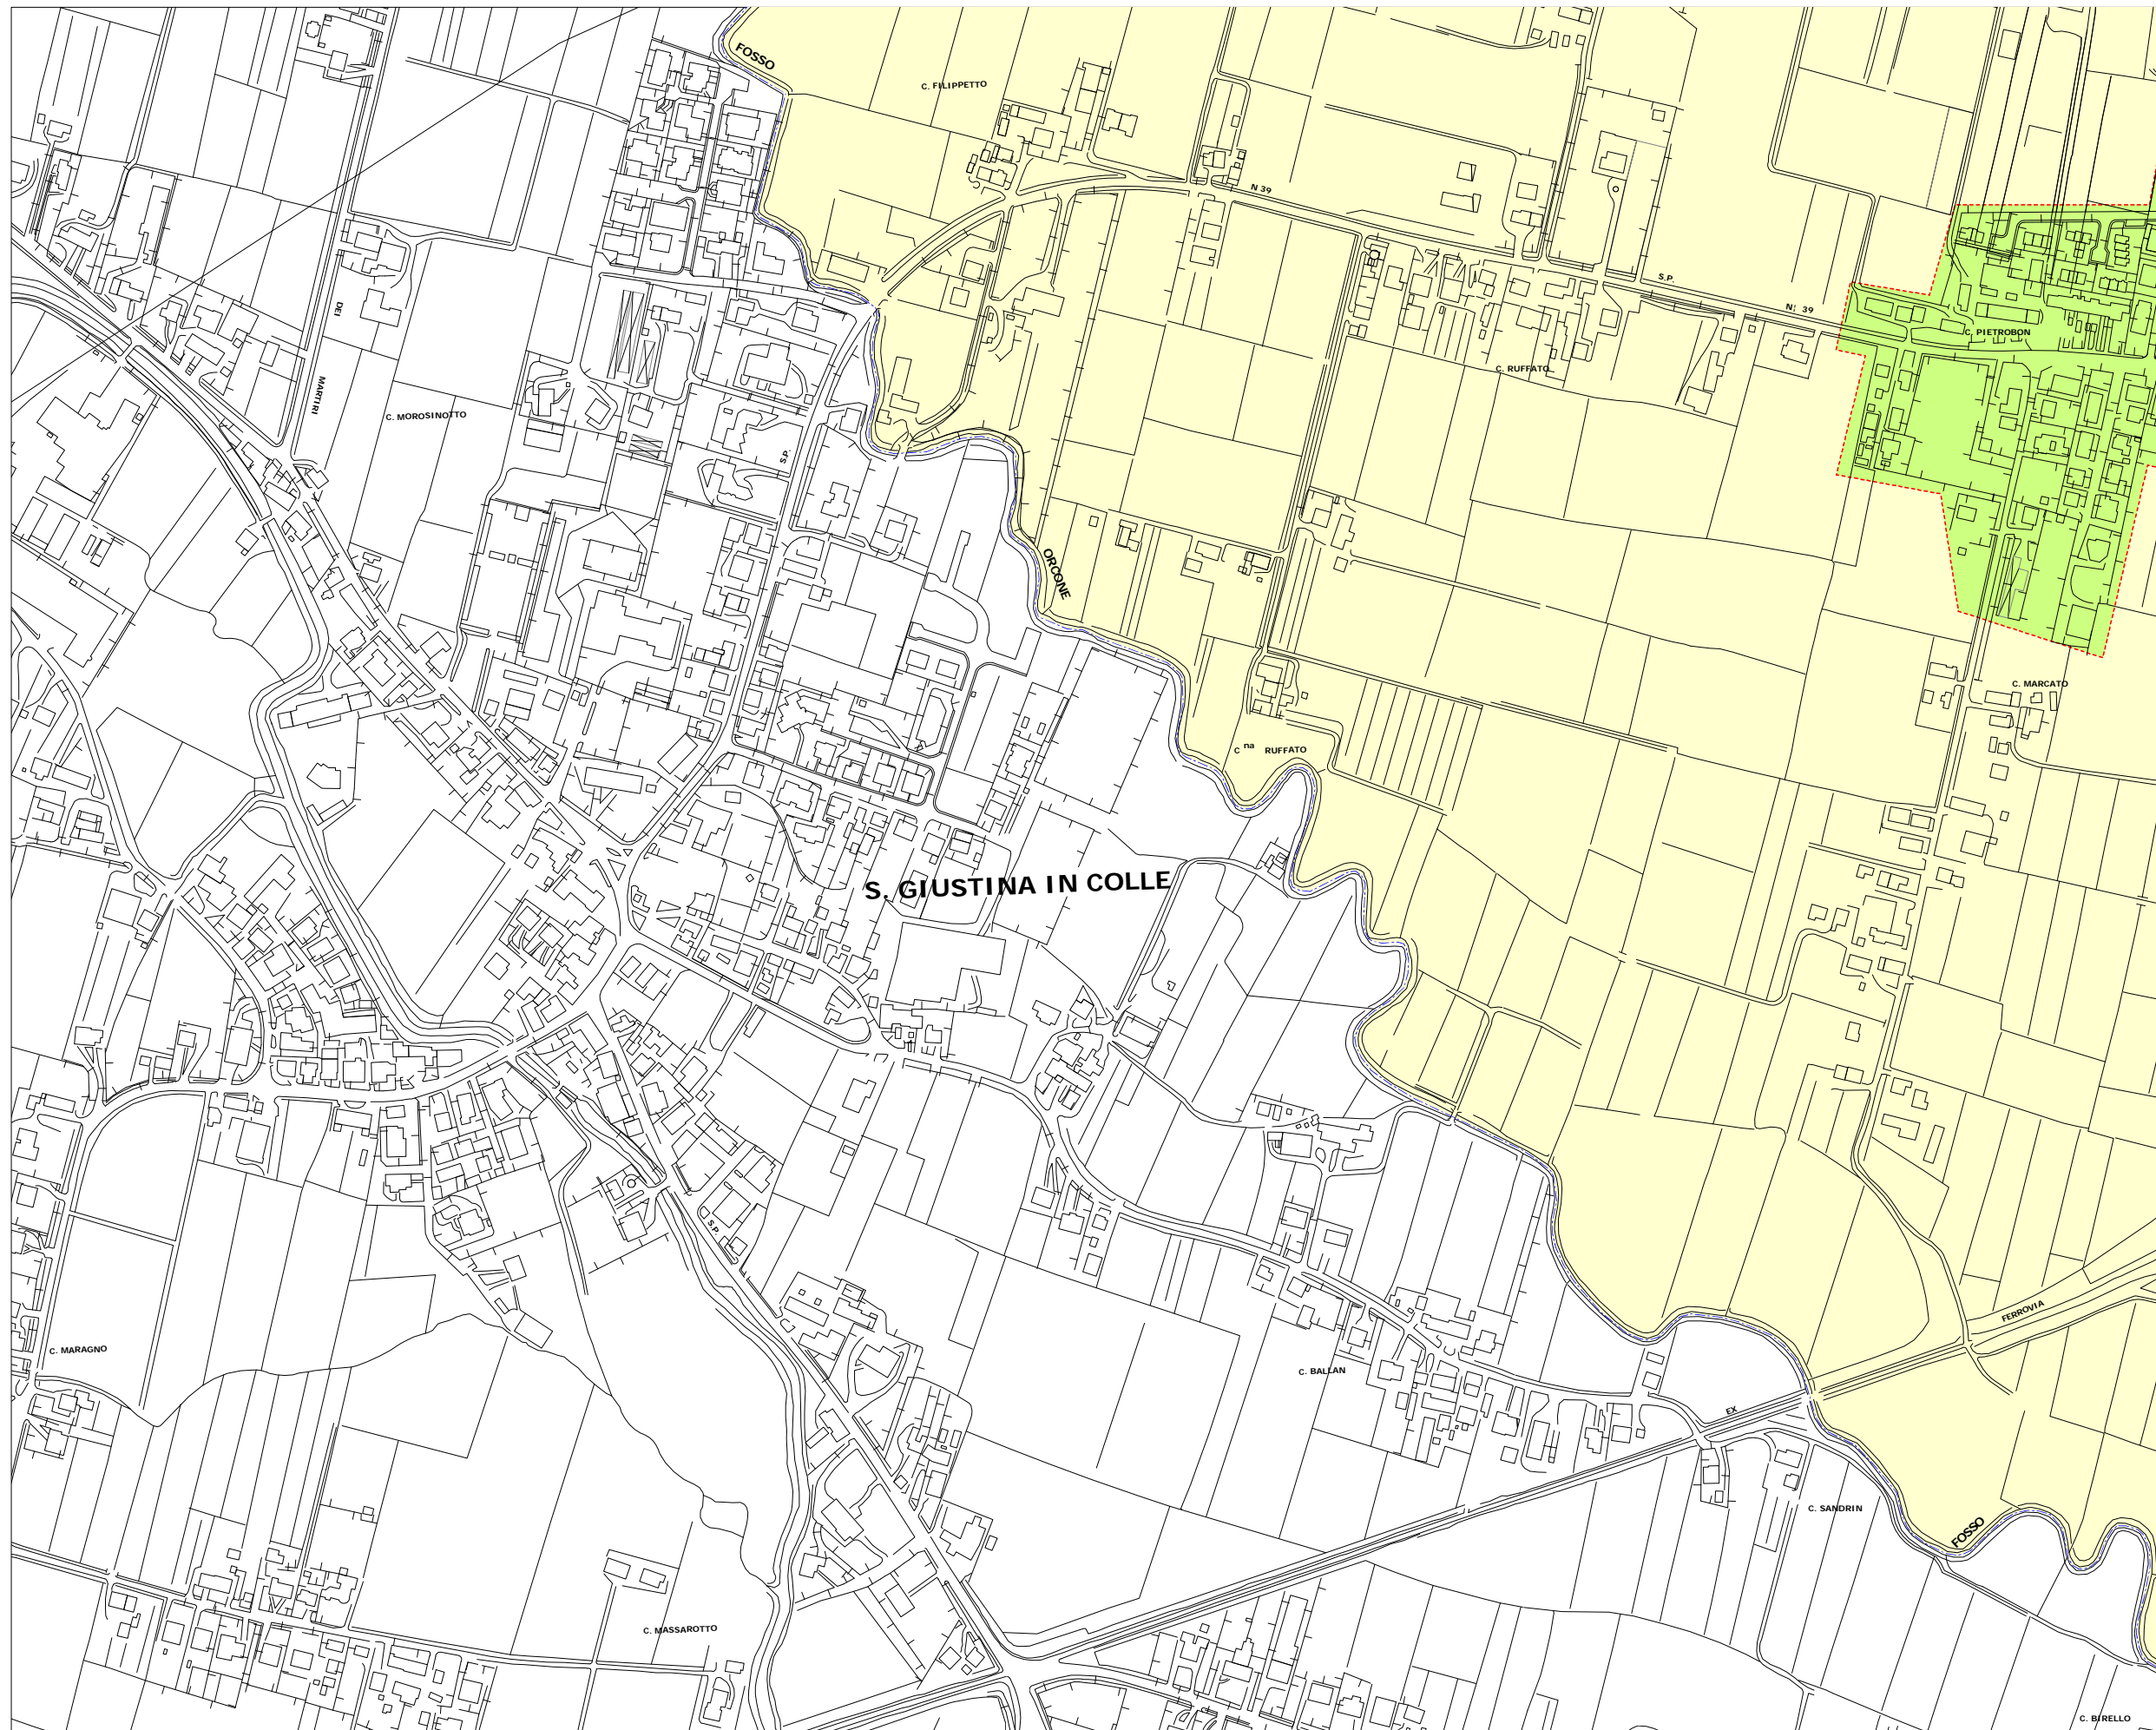 FOSSO
C. FILIPPETTO
N 39
S.P.
N. 39
DEI
C. PIETROBON
C. RUFFATO
MARTIRI
C. MOROSINOTTO
S.P.
ORCONE
C. MARCATO
C na RUFFATO
S. GIUSTINA IN COLLE
S.P.
FERROVIA
C. MARAGNO
C. BALLAN
EX
C. SANDRIN
FOSSO
C. MASSAROTTO
C. BIRELLO